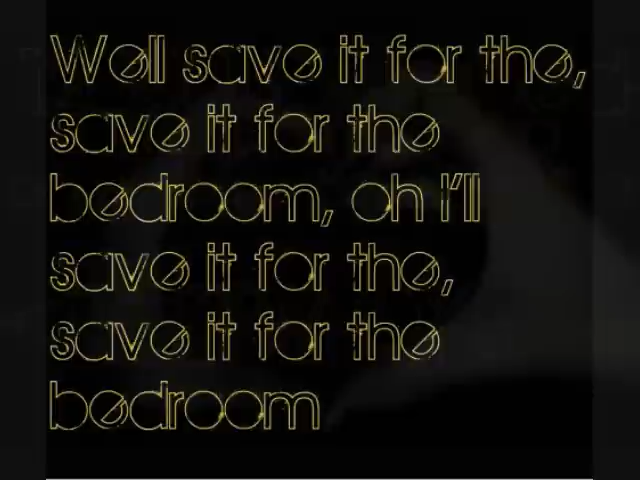 Well save it for the,
save it for the
bedroom, oh I'll
save it for the,
save it for the
bedroom